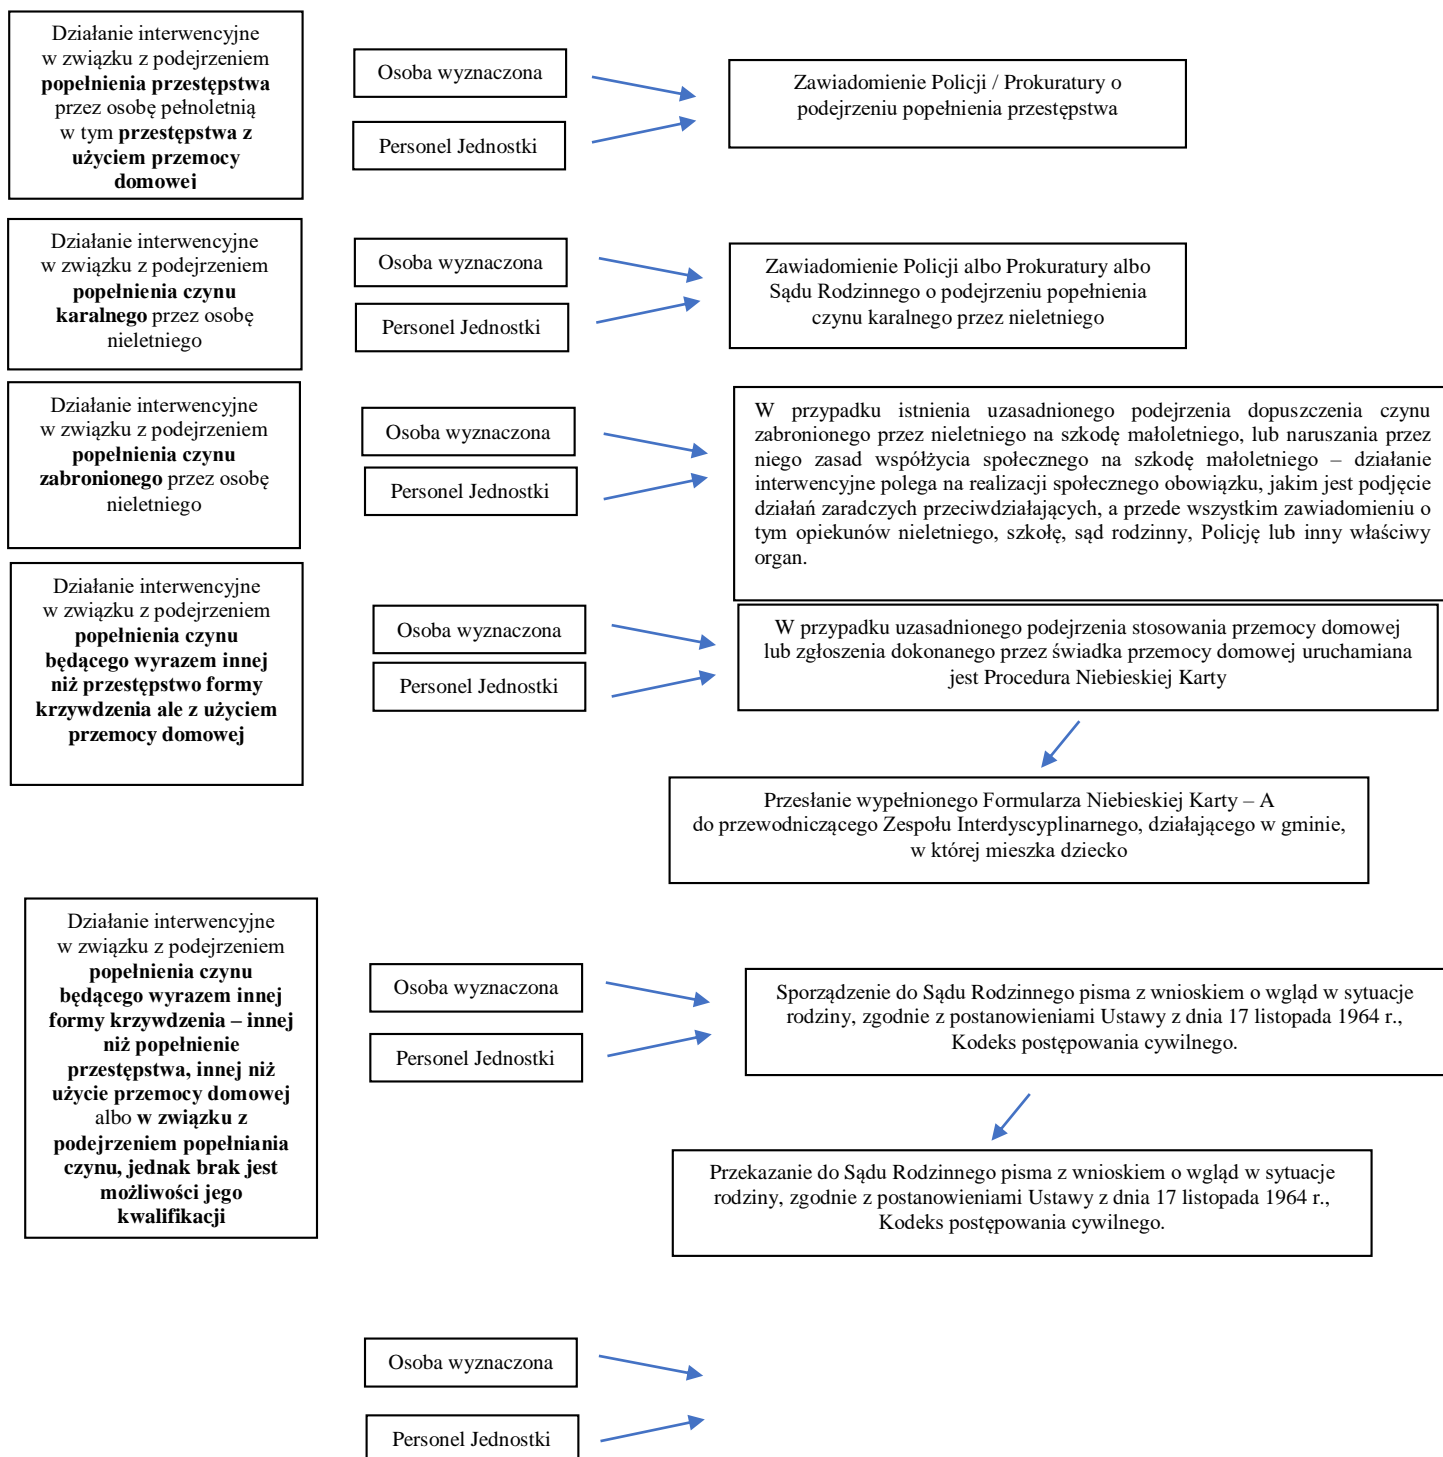 Działanie interwencyjne
w związku z podejrzeniem
popełnienia przestępstwa
przez osobę pełnoletnią
w tym przestępstwa z
użyciem przemocy
domowej
Osoba wyznaczona
Personel Jednostki
Zawiadomienie Policji / Prokuratury o
podejrzeniu popełnienia przestępstwa
Działanie interwencyjne
w związku z podejrzeniem
popełnienia czynu
karalnego przez osobę
nieletniego
Osoba wyznaczona
Personel Jednostki
Zawiadomienie Policji albo Prokuratury albo
Sądu Rodzinnego o podejrzeniu popełnienia
czynu karalnego przez nieletniego
Działanie interwencyjne
w związku z podejrzeniem
popełnienia czynu
zabronionego przez osobę
nieletniego
Osoba wyznaczona
Personel Jednostki
W przypadku istnienia uzasadnionego podejrzenia dopuszczenia czynu
zabronionego przez nieletniego na szkodę małoletniego, lub naruszania przez
niego zasad współżycia społecznego na szkodę małoletniego – działanie
interwencyjne polega na realizacji społecznego obowiązku, jakim jest podjęcie
działań zaradczych przeciwdziałających, a przede wszystkim zawiadomieniu o
tym opiekunów nieletniego, szkołę, sąd rodzinny, Policję lub inny właściwy
organ.
Działanie interwencyjne
w związku z podejrzeniem
popełnienia czynu
będącego wyrazem innej
niż przestępstwo formy
krzywdzenia ale z użyciem
przemocy domowej
Osoba wyznaczona
Personel Jednostki
W przypadku uzasadnionego podejrzenia stosowania przemocy domowej
lub zgłoszenia dokonanego przez świadka przemocy domowej uruchamiana
jest Procedura Niebieskiej Karty
Przesłanie wypełnionego Formularza Niebieskiej Karty – A
do przewodniczącego Zespołu Interdyscyplinarnego, działającego w gminie,
w której mieszka dziecko
Działanie interwencyjne
w związku z podejrzeniem
popełnienia czynu
będącego wyrazem innej
formy krzywdzenia – innej
niż popełnienie
przestępstwa, innej niż
użycie przemocy domowej
albo w związku z
podejrzeniem popełniania
czynu, jednak brak jest
możliwości jego
kwalifikacji
Osoba wyznaczona
Personel Jednostki
Sporządzenie do Sądu Rodzinnego pisma z wnioskiem o wgląd w sytuacje
rodziny, zgodnie z postanowieniami Ustawy z dnia 17 listopada 1964 r.,
Kodeks postępowania cywilnego.
Przekazanie do Sądu Rodzinnego pisma z wnioskiem o wgląd w sytuacje
rodziny, zgodnie z postanowieniami Ustawy z dnia 17 listopada 1964 r.,
Kodeks postępowania cywilnego.
Osoba wyznaczona
Personel Jednostki